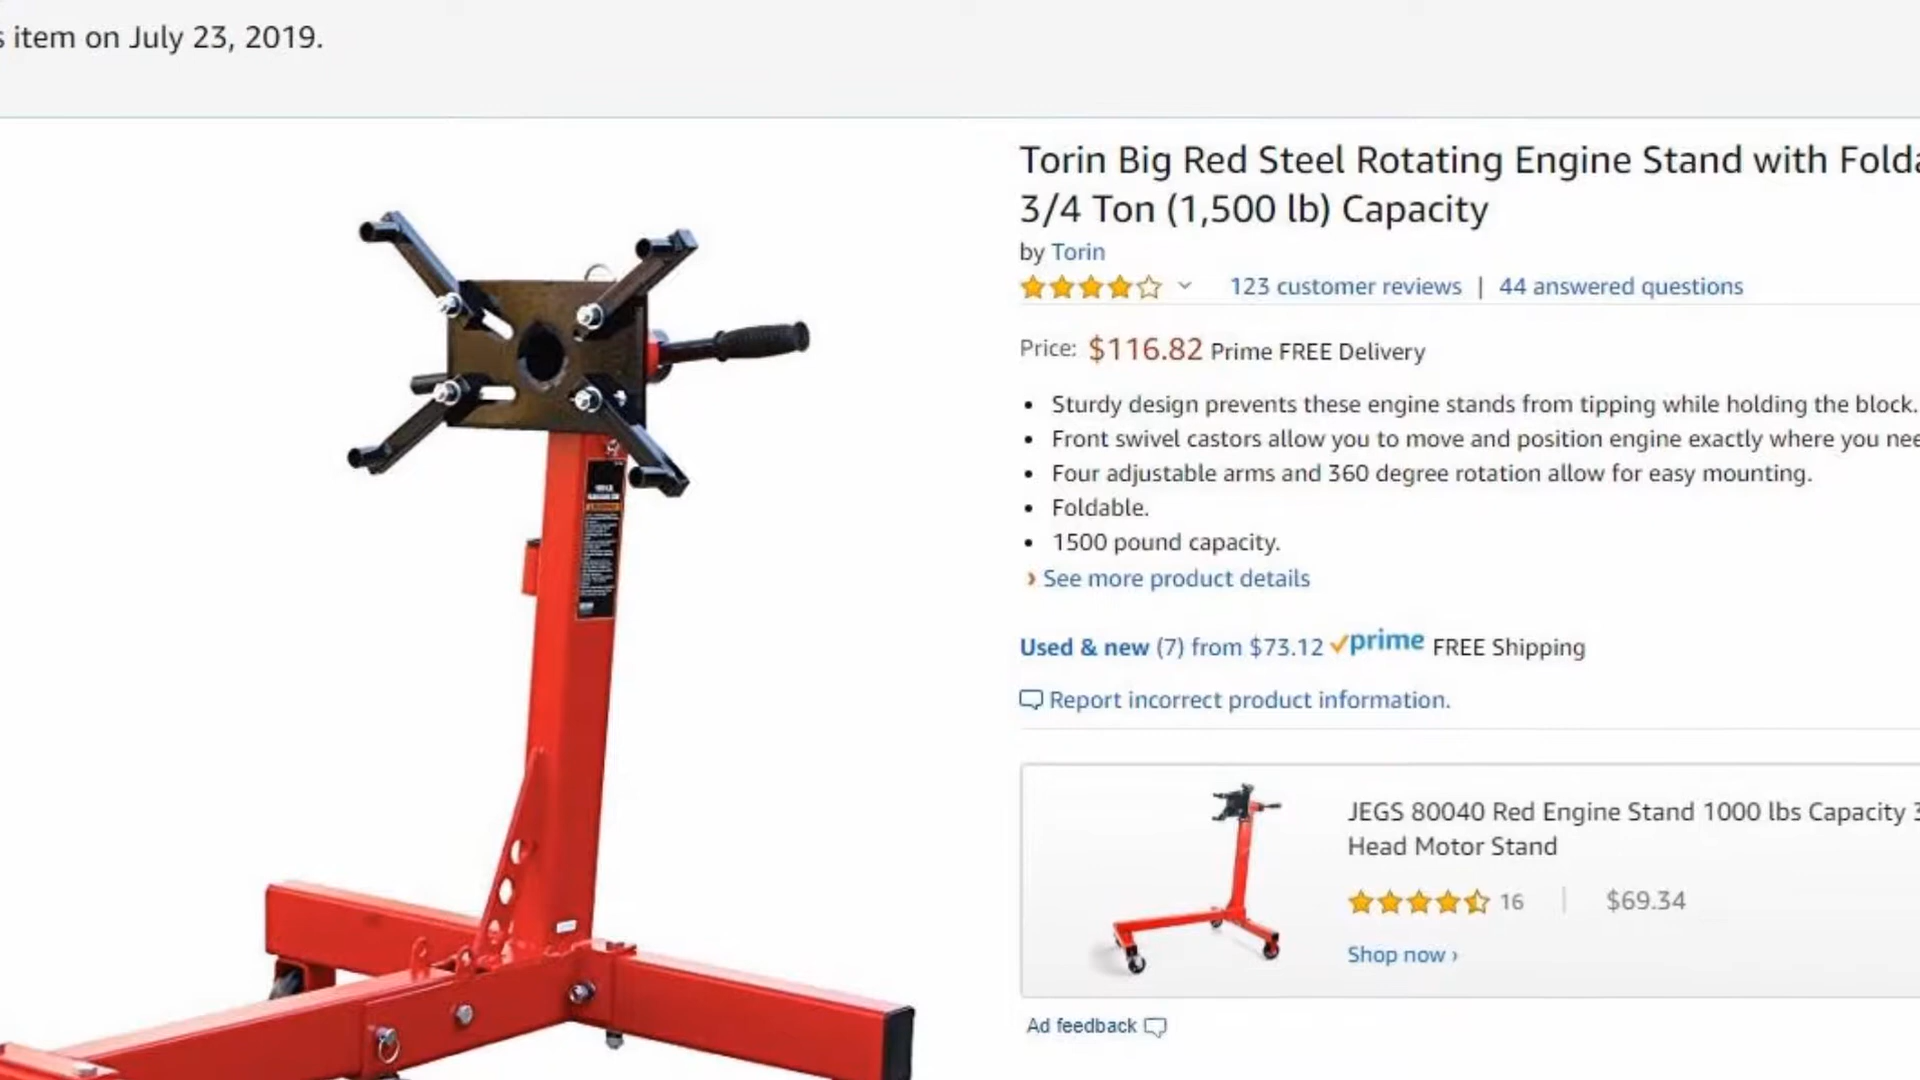 s item on July 23, 2019.
Torin Big Red Steel Rotating Engine Stand with Folda
3/4 Ton (1,500 lb) Capacity
by Torin
123 customer reviews | 44 answered questions
Price: $116.82 Prime FREE Delivery
• Sturdy design prevents these engine stands from tipping while holding the block.
• Front swivel castors allow you to move and position engine exactly where you nee
• Four adjustable arms and 360 degree rotation allow for easy mounting.
• Foldable.
• 1500 pound capacity.
› See more product details
Used & new (7) from $73.12 prime FREE Shipping
Report incorrect product information.
JEGS 80040 Red Engine Stand 1000 lbs Capacity 3
Head Motor Stand
16 | $69.34
Shop now ›
Ad feedback